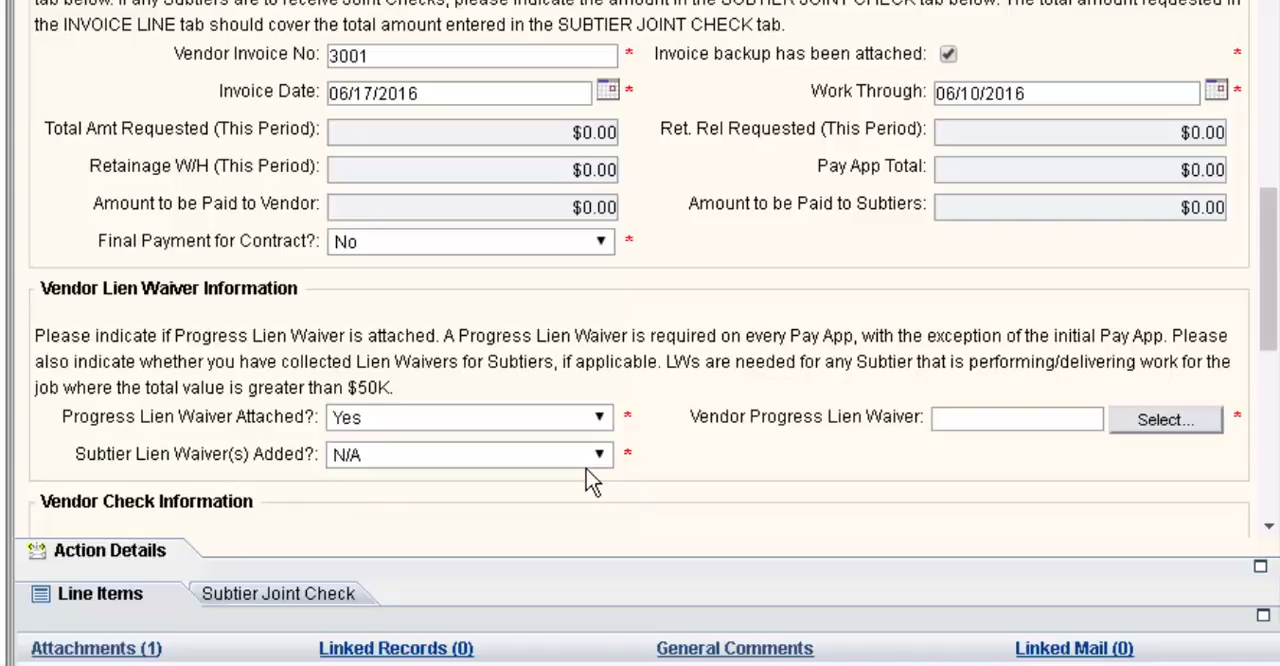 tab below. If any Subtiers are to receive Joint Checks, please indicate the amount in the SUBTIER JOINT CHECK tab below. The total amount requested in
the INVOICE LINE tab should cover the total amount entered in the SUBTIER JOINT CHECK tab.
Vendor Invoice No: 3001 * Invoice backup has been attached: *
Invoice Date: 06/17/2016 * Work Through: 06/10/2016 *
Total Amt Requested (This Period): $0.00 Ret. Rel Requested (This Period): $0.00
Retainage W/H (This Period): $0.00 Pay App Total: $0.00
Amount to be Paid to Vendor: $0.00 Amount to be Paid to Subtiers: $0.00
Final Payment for Contract?: No *
Vendor Lien Waiver Information
Please indicate if Progress Lien Waiver is attached. A Progress Lien Waiver is required on every Pay App, with the exception of the initial Pay App. Please
also indicate whether you have collected Lien Waivers for Subtiers, if applicable. LWs are needed for any Subtier that is performing/delivering work for the
job where the total value is greater than $50K.
Progress Lien Waiver Attached?: Yes * Vendor Progress Lien Waiver: Select... *
Subtier Lien Waiver(s) Added?: N/A *
Vendor Check Information
Action Details
Line Items Subtier Joint Check
Attachments (1) Linked Records (0) General Comments Linked Mail (0)